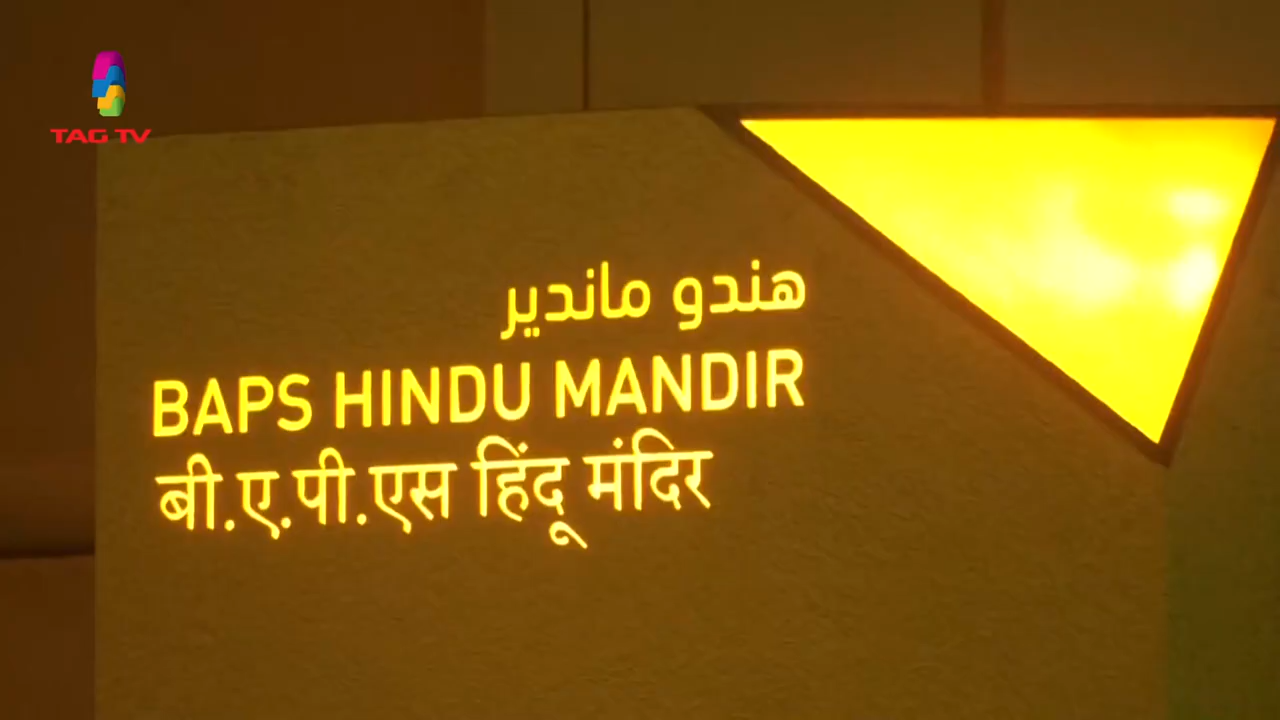 TAG TV
هندو ماندير
BAPS HINDU MANDIR
बी.ए.पी.एस हिंदू मंदिर